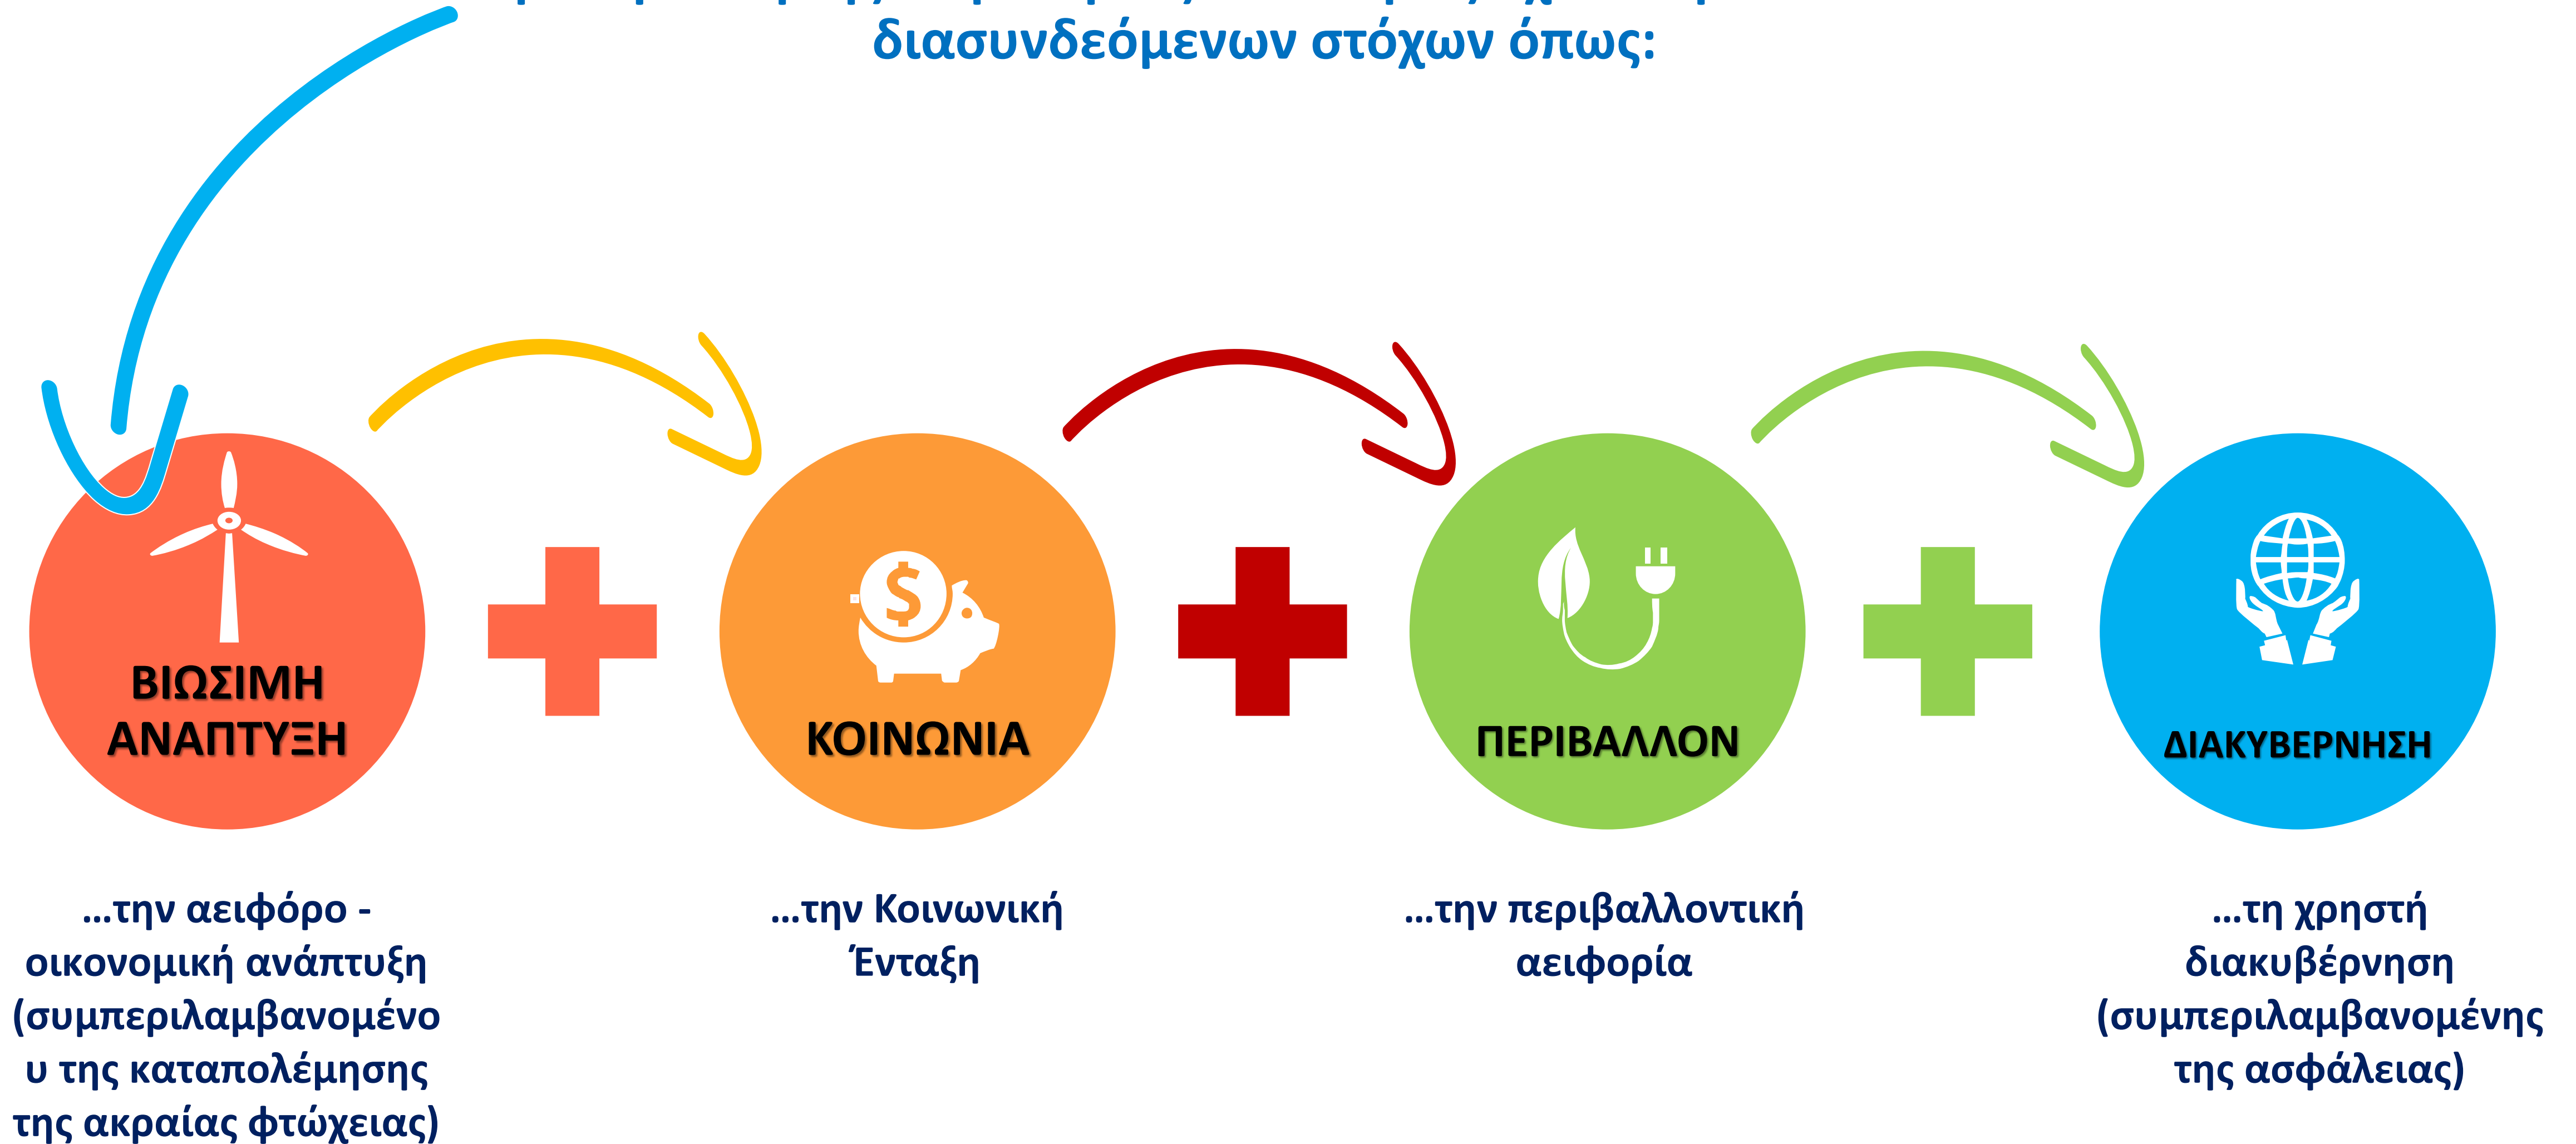 διασυνδεόμενων στόχων όπως:
$
ΒΙΩΣΙΜΗ
ΑΝΑΠΤΥΞΗ
ΚΟΙΝΩΝΙΑ
ΠΕΡΙΒΑΛΛΟΝ
ΔΙΑΚΥΒΕΡΝΗΣΗ
...την αειφόρο -
οικονομική ανάπτυξη
(συμπεριλαμβανομένο
υ της καταπολέμησης
της ακραίας φτώχειας)
...την Κοινωνική
Ένταξη
...την περιβαλλοντική
αειφορία
...τη χρηστή
διακυβέρνηση
(συμπεριλαμβανομένης
της ασφάλειας)